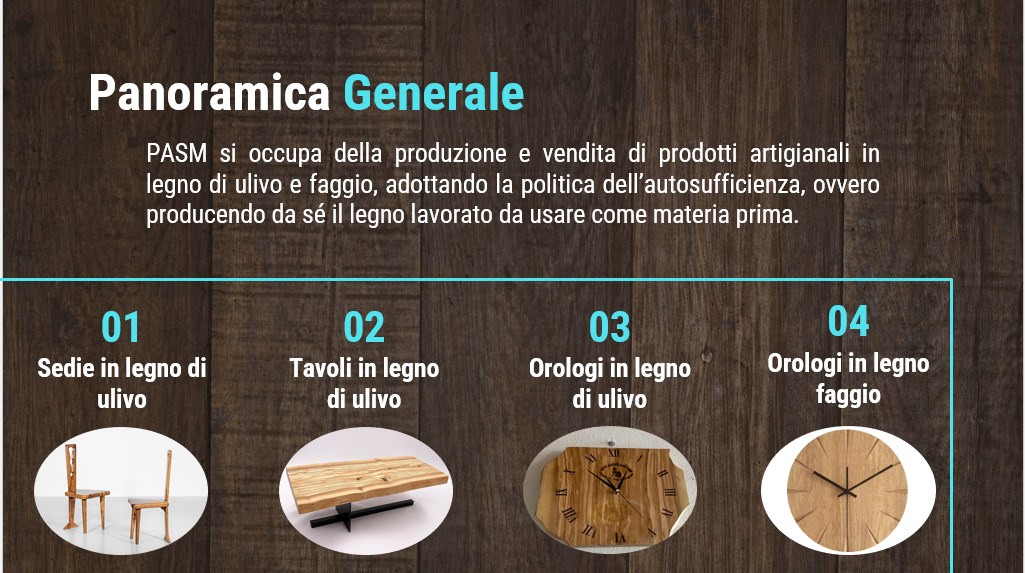 Panoramica Generale
PASM si occupa della produzione e vendita di prodotti artigianali in
legno di ulivo e faggio, adottando la politica dell’autosufficienza, ovvero
producendo da sé il legno lavorato da usare come materia prima.
01
Sedie in legno di
ulivo
02
Tavoli in legno
di ulivo
03
Orologi in legno
di ulivo
04
Orologi in legno
faggio